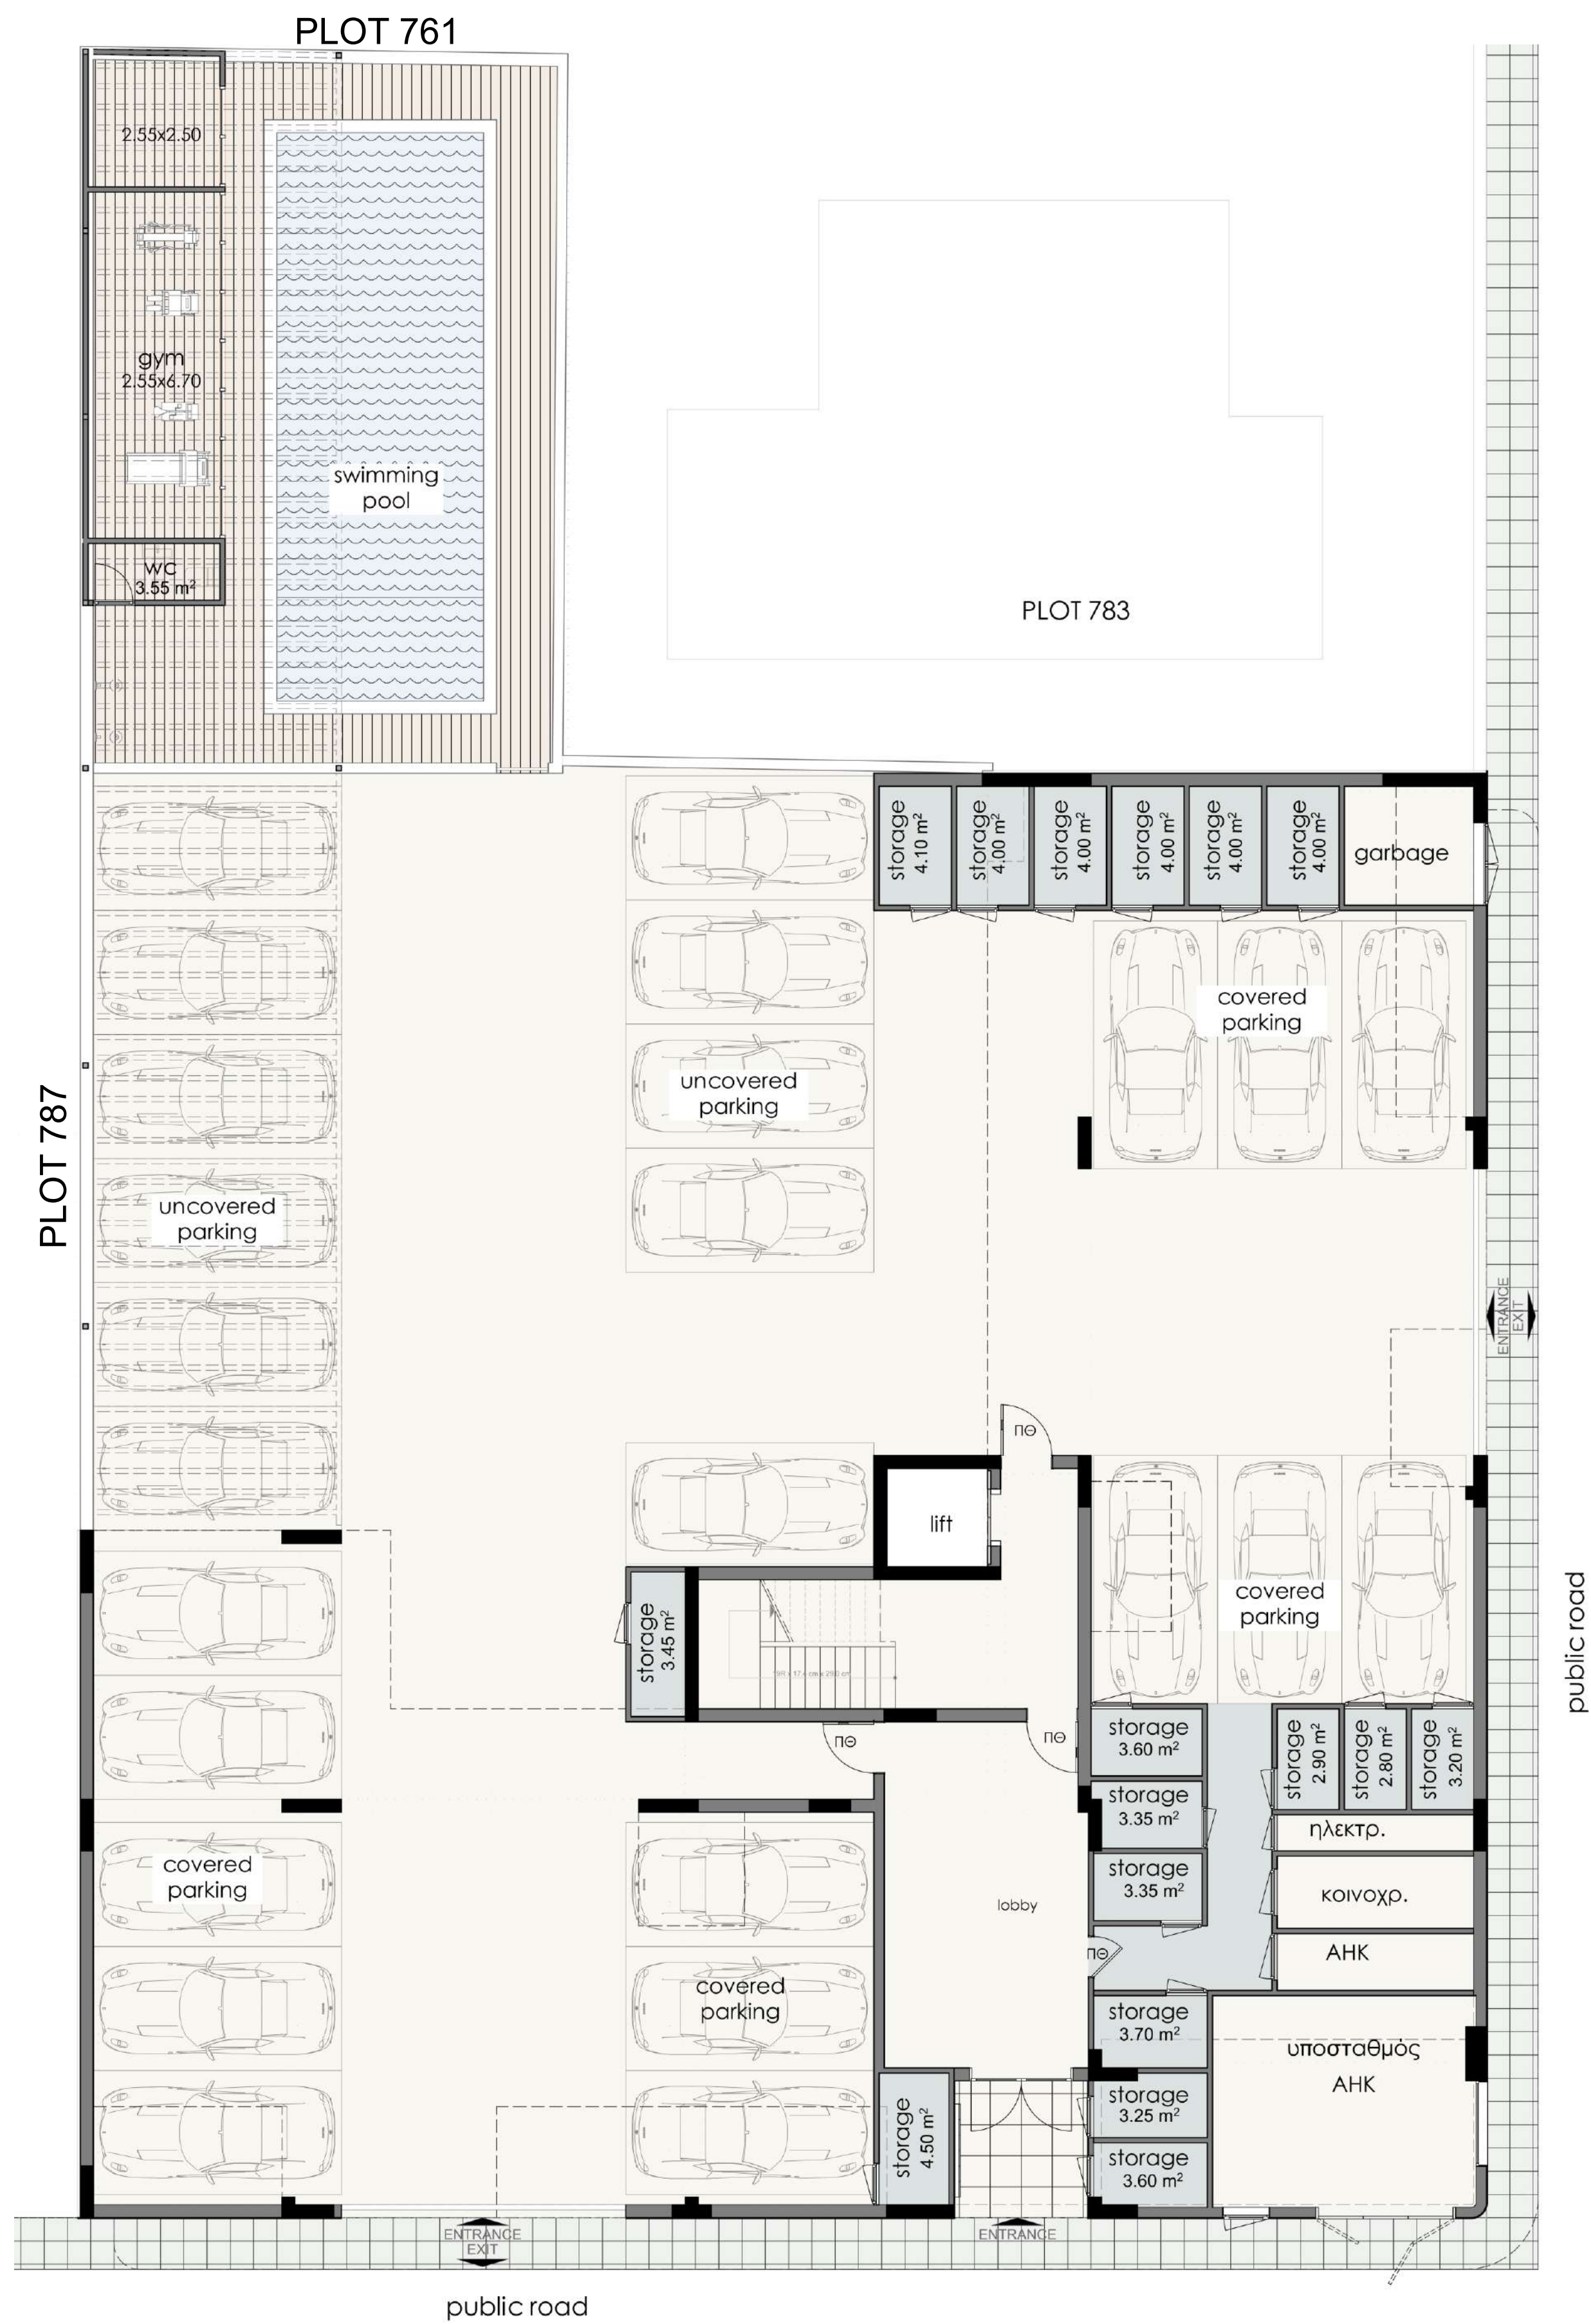 PLOT 761
2.55x2.50
gym
2.55x6.70
swimming
pool
wc
3.55 m²
PLOT 783
storage
4.10 m²
storage
4.00 m²
storage
4.00 m²
storage
4.00 m²
storage
4.00 m²
storage
4.00 m²
garbage
covered
parking
uncovered
parking
PLOT 787
uncovered
parking
ENTRANCE
EXIT
ΠΘ
lift
covered
parking
public road
storage
3.45 m²
ΠΘ
ΠΘ
storage
3.60 m²
storage
2.90 m²
storage
2.80 m²
storage
3.20 m²
storage
3.35 m²
ηλεκτρ.
covered
parking
storage
3.35 m²
κοινοχρ.
lobby
ΠΘ
ΑΗΚ
covered
parking
storage
3.70 m²
υποσταθμός
ΑΗΚ
storage
4.50 m²
storage
3.25 m²
storage
3.60 m²
ENTRANCE
EXIT
ENTRANCE
public road